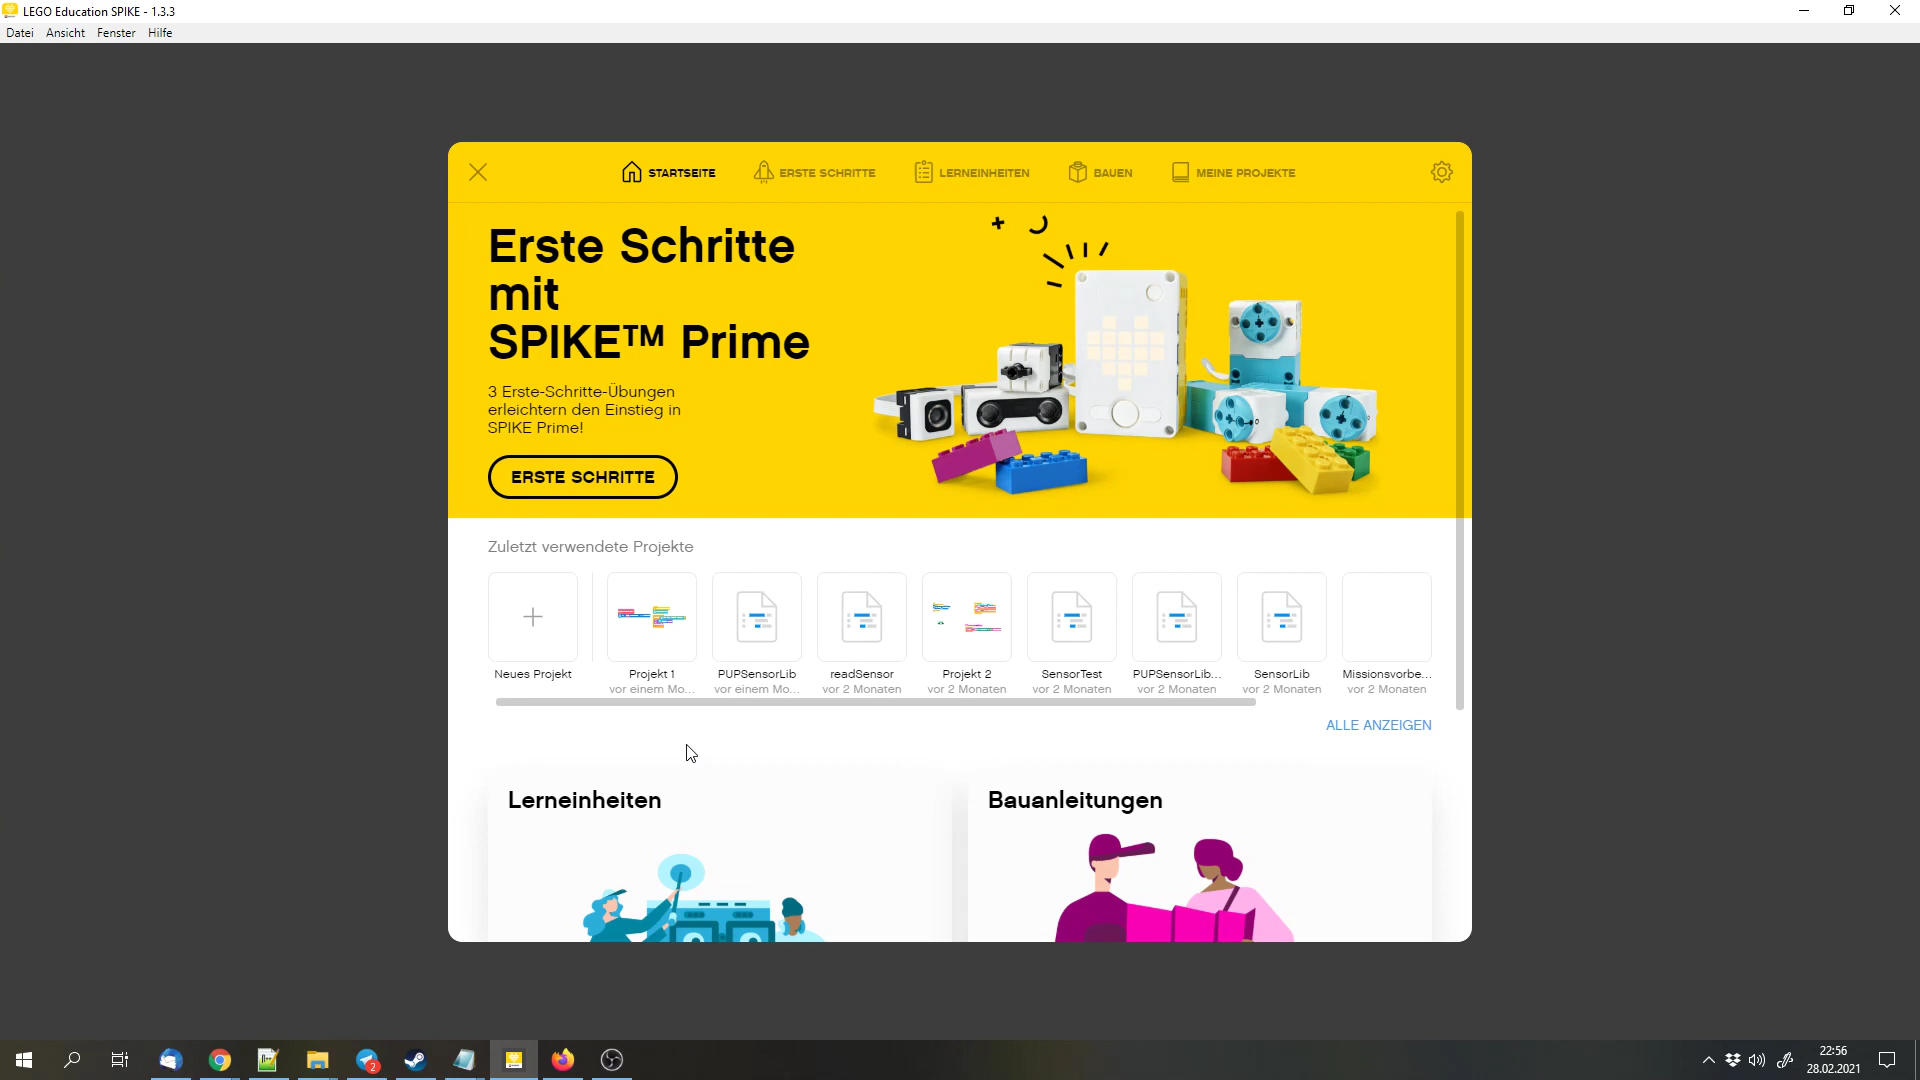 LEGO Education SPIKE - 1.3.3
Datei Ansicht Fenster Hilfe
STARTSEITE ERSTE SCHRITTE LERNEINHEITEN BAUEN MEINE PROJEKTE
Erste Schritte
mit
SPIKE™ Prime
3 Erste-Schritte-Übungen
erleichtern den Einstieg in
SPIKE Prime!
ERSTE SCHRITTE
Zuletzt verwendete Projekte
Neues Projekt Projekt 1 PUPSensorLib readSensor Projekt 2 SensorTest PUPSensorLib... SensorLib Missionsvorbe...
vor einem Mo... vor einem Mo... vor 2 Monaten vor 2 Monaten vor 2 Monaten vor 2 Monaten vor 2 Monaten vor 2 Monaten
ALLE ANZEIGEN
Lerneinheiten Bauanleitungen
2
22:56
28.02.2021